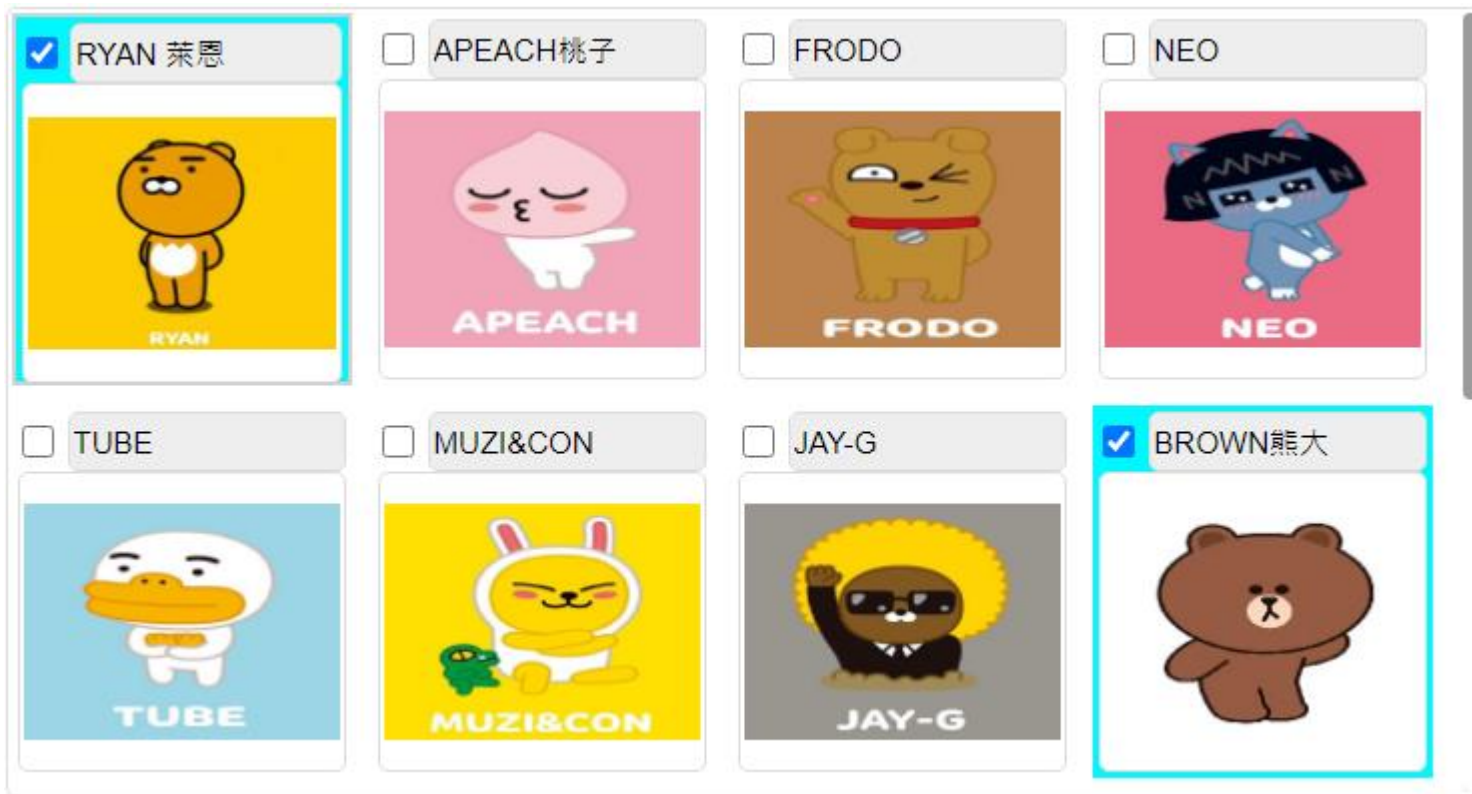 RYAN 萊恩
APEACH桃子
FRODO
NEO
RYAN
APEACH
FRODO
N
N
NEO
TUBE
MUZI&CON
JAY-G
BROWN熊大
TUBE
MUZI&CON
JAY-G